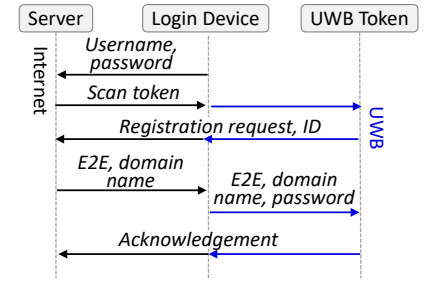 Server
Login Device
UWB Token
Internet
Username,
password
Scan token
UWB
Registration request, ID
E2E, domain
name
E2E, domain
name, password
Acknowledgement